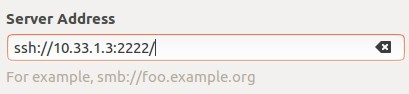 Server Address
ssh://10.33.1.3:2222/
For example, smb://foo.example.org